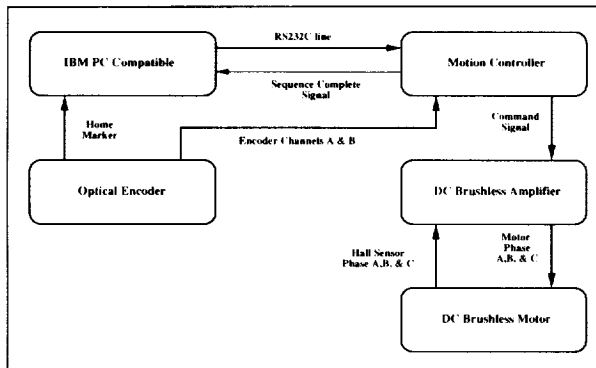 RS232C line
IBM PC Compatible
Motion Controller
Sequence Complete
Signal
Home
Marker
Encoder Channels A & B
Command
Signal
Optical Encoder
DC Brushless Amplifier
Hall Sensor
Phase A,B, & C
Motor
Phase
A,B, & C
DC Brushless Motor